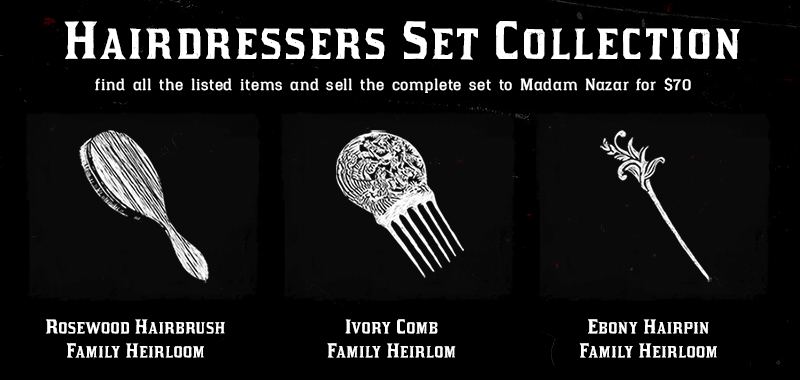 Hairdressers Set Collection
find all the listed items and sell the complete set to Madam Nazar for $70
Rosewood Hairbrush
Family Heirloom
Ivory Comb
Family Heirlom
Ebony Hairpin
Family Heirloom